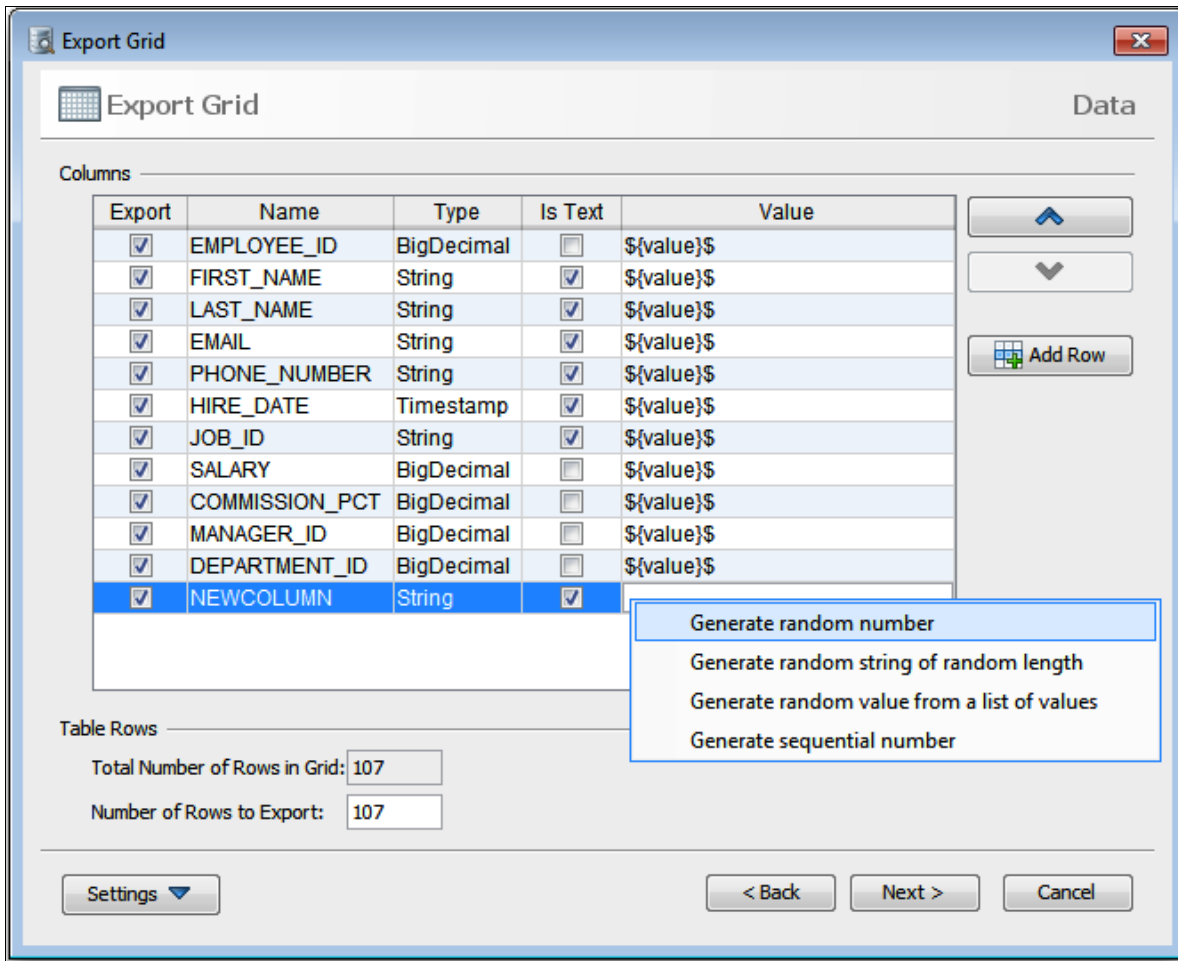 Export Grid
Export Grid Data
Columns
Export Name Type Is Text Value
EMPLOYEE_ID BigDecimal ${value}$
FIRST_NAME String ${value}$
LAST_NAME String ${value}$
EMAIL String ${value}$
PHONE_NUMBER String ${value}$
Add Row
HIRE_DATE Timestamp ${value}$
JOB_ID String ${value}$
SALARY BigDecimal ${value}$
COMMISSION_PCT BigDecimal ${value}$
MANAGER_ID BigDecimal ${value}$
DEPARTMENT_ID BigDecimal ${value}$
NEWCOLUMN String
Generate random number
Generate random string of random length
Generate random value from a list of values
Generate sequential number
Table Rows
Total Number of Rows in Grid: 107
Number of Rows to Export: 107
Settings < Back Next > Cancel